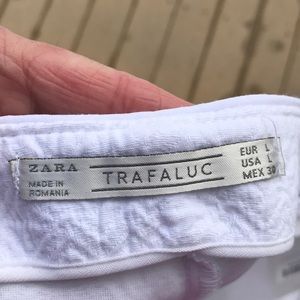 ZARA
MADE IN
ROMANIA
TRAFALUC
EUR L
USA L
MEX 30